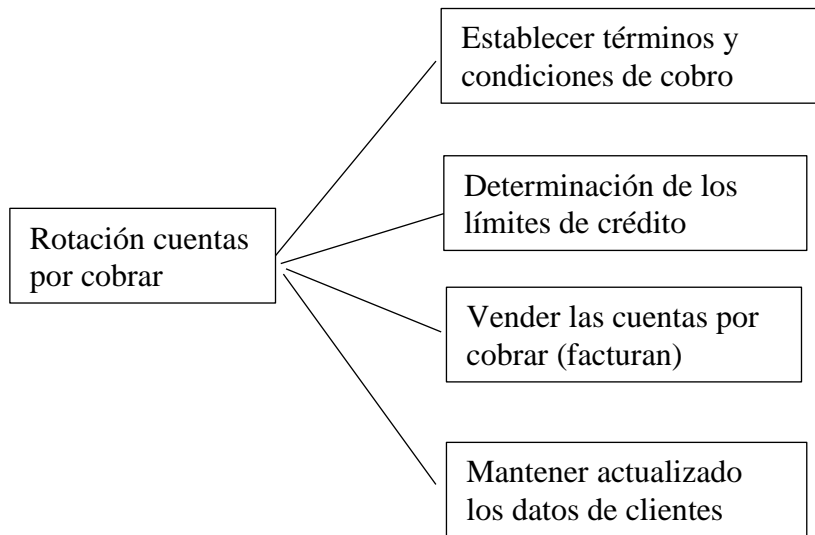 Establecer términos y
condiciones de cobro
Determinación de los
límites de crédito
Rotación cuentas
por cobrar
Vender las cuentas por
cobrar (facturan)
Mantener actualizado
los datos de clientes